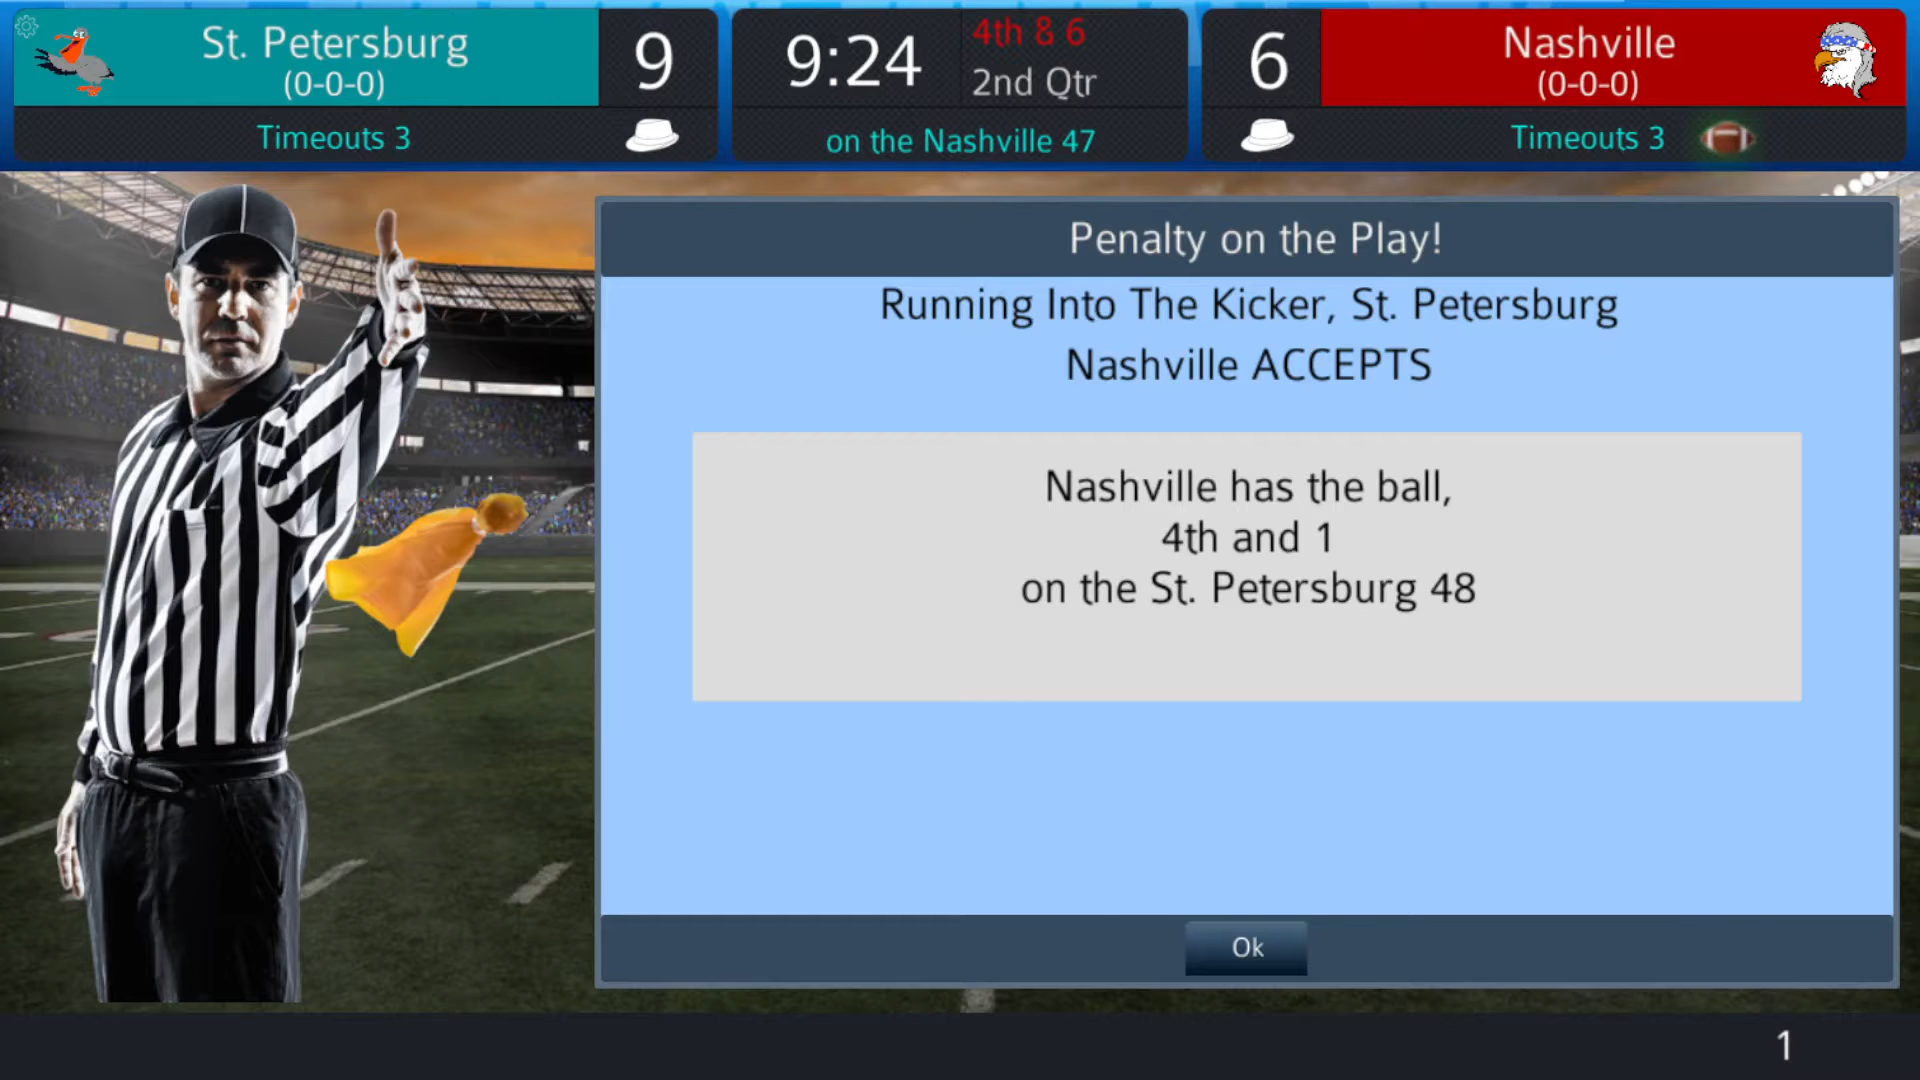 St. Petersburg
(0-0-0)
Timeouts 3
9
9:24
4th & 6
2nd Qtr
on the Nashville 47
6
Nashville
(0-0-0)
Timeouts 3
Penalty on the Play!
Running Into The Kicker, St. Petersburg
Nashville ACCEPTS
Nashville has the ball,
4th and 1
on the St. Petersburg 48
Ok
1